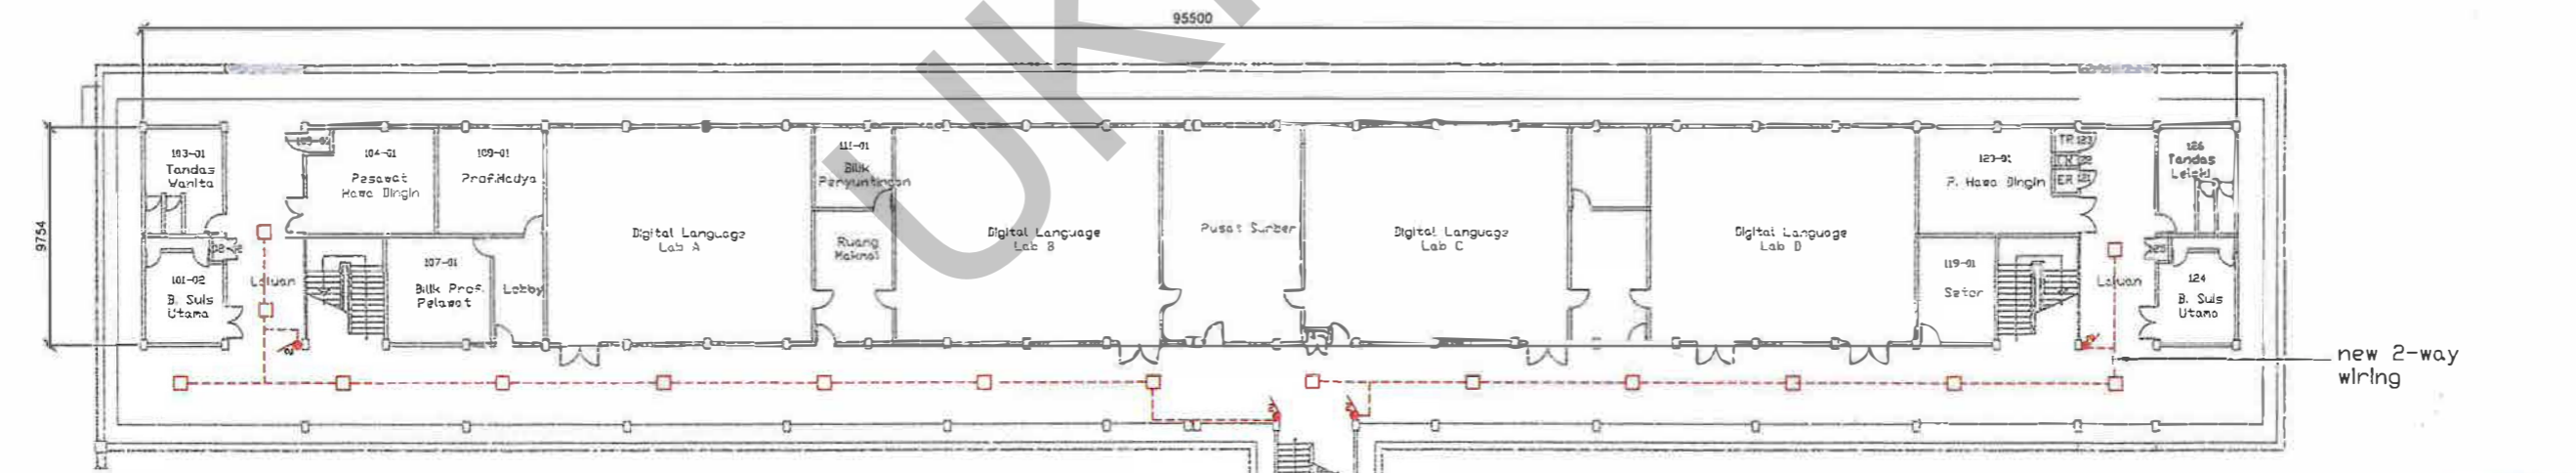 95500
9754
UK
103-01
Tandas
Wanita
104-01
Pesawat
Hawa Dingin
109-01
Prof.Madya
111-01
Bilik
Penyuntingan
123-01
P. Hawa Dingin
126
Tandas
Lelaki
Digital Language
Lab A
Ruang
Makmal
Digital Language
Lab B
Pusat Sumber
Digital Language
Lab C
Digital Language
Lab D
101-02
B. Suis
Utama
Laluan
107-01
Bilik Prof.
Pelawat
Lobby
119-01
Setor
Laluan
124
B. Suis
Utama
new 2-way
wiring